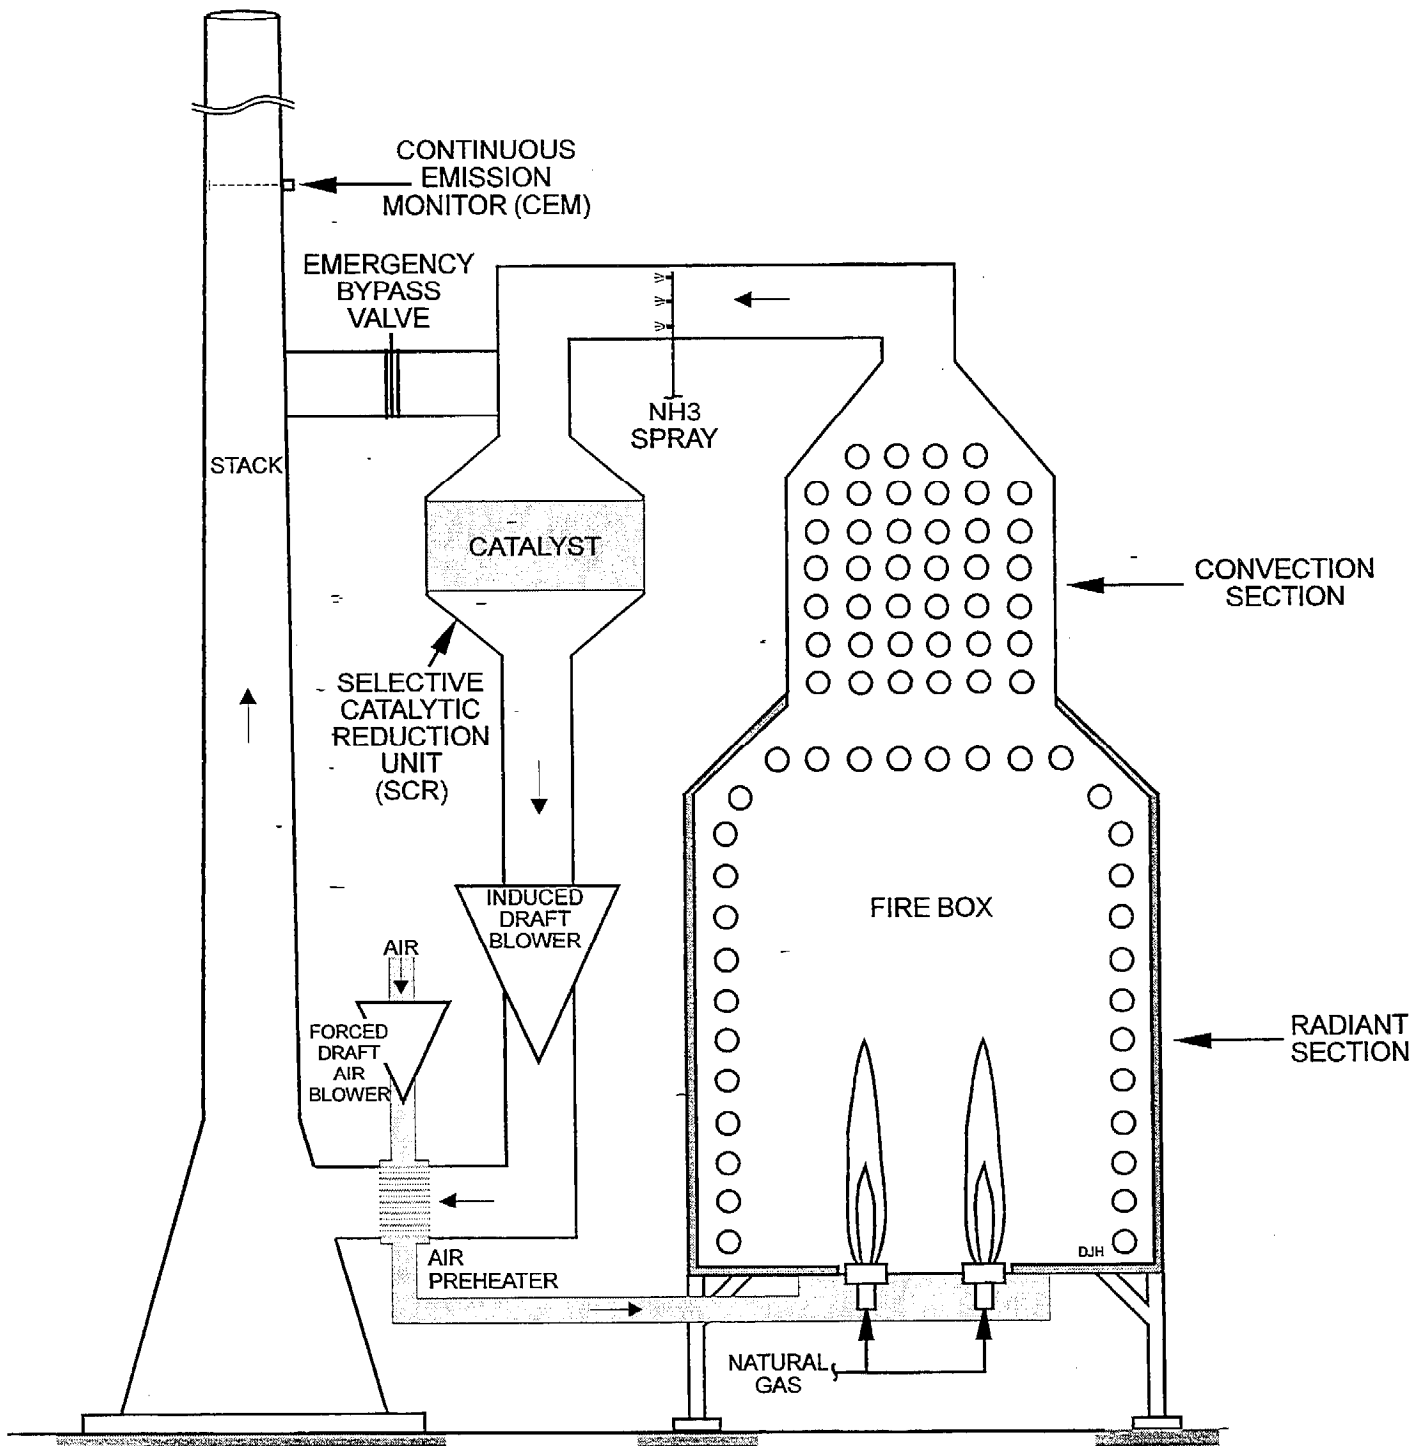 CONTINUOUS
EMISSION
MONITOR (CEM)
EMERGENCY
BYPASS
VALVE
NH3
SPRAY
STACK
CATALYST
CONVECTION
SECTION
SELECTIVE
CATALYTIC
REDUCTION
UNIT
(SCR)
INDUCED
DRAFT
BLOWER
FIRE BOX
AIR
FORCED
DRAFT
AIR
BLOWER
RADIANT
SECTION
AIR
PREHEATER
DJH
NATURAL
GAS